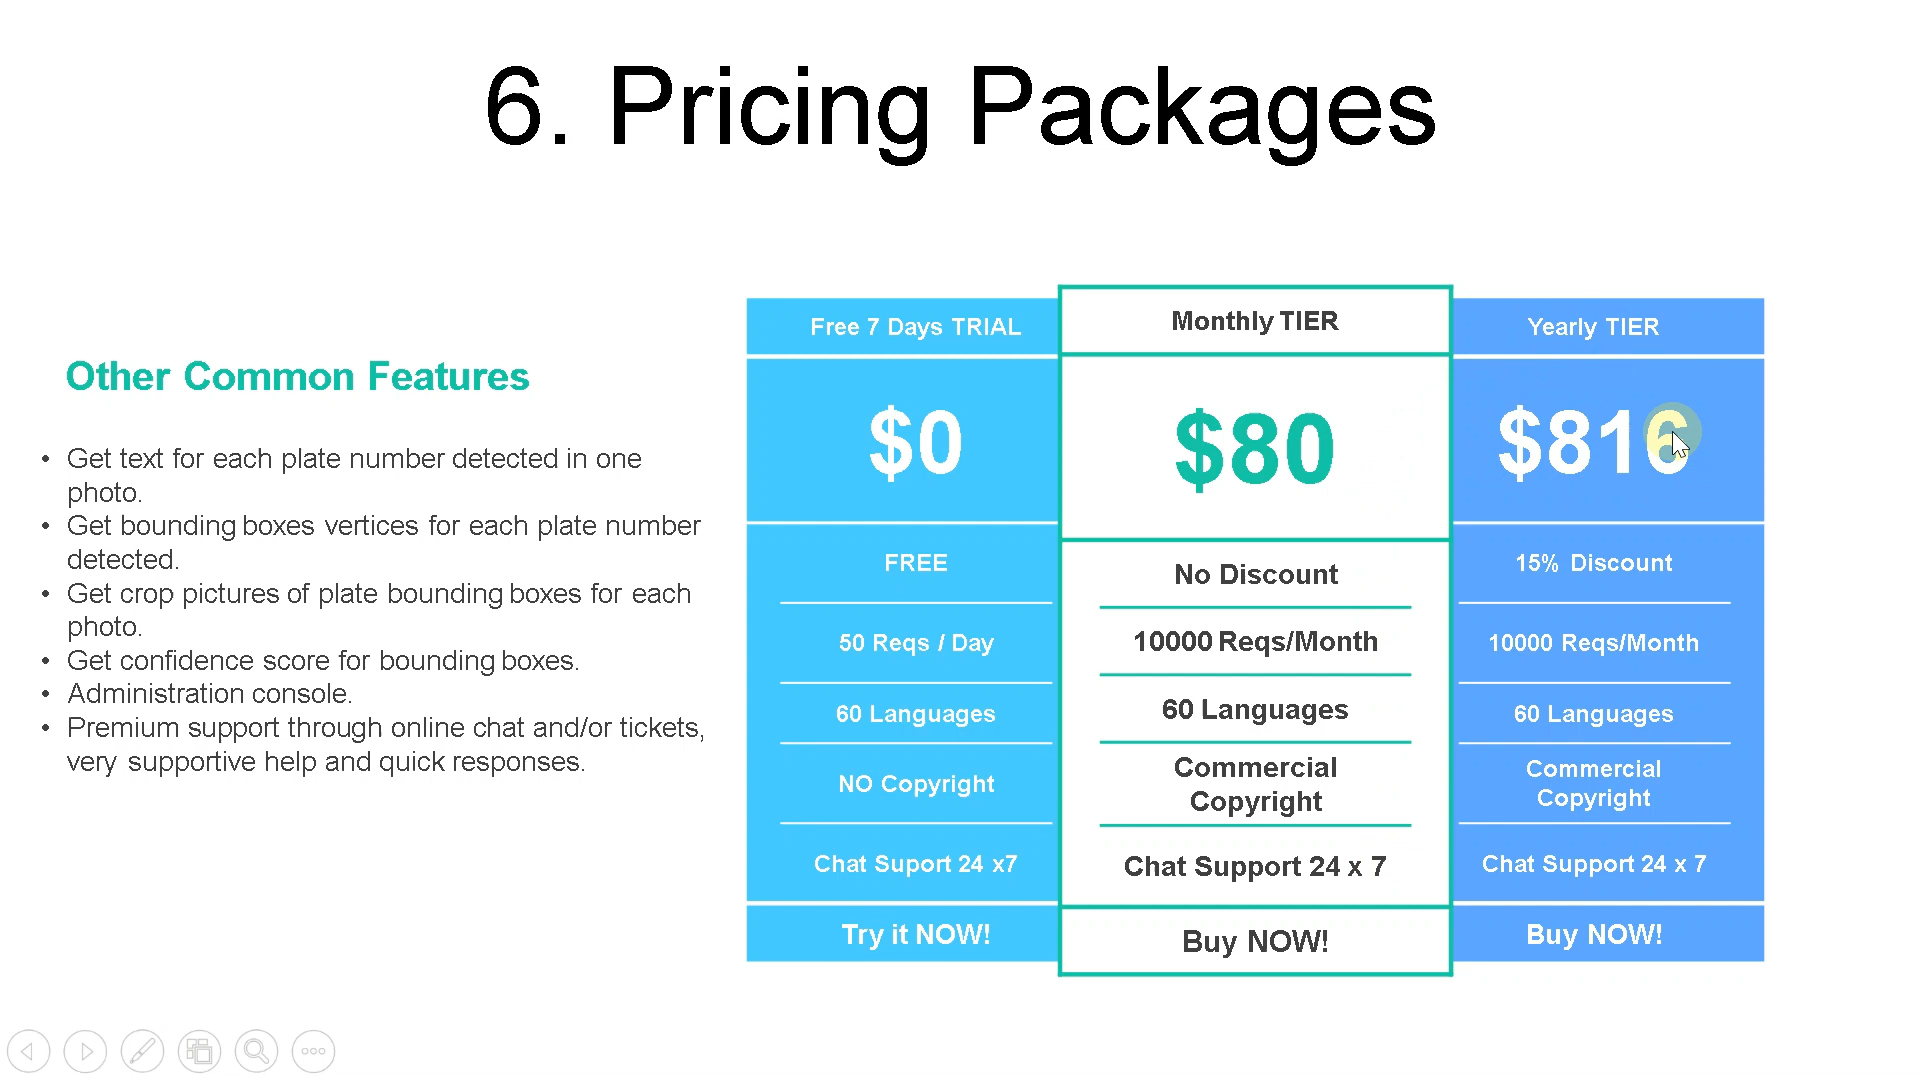 6. Pricing Packages
Other Common Features
• Get text for each plate number detected in one
photo.
• Get bounding boxes vertices for each plate number
detected.
• Get crop pictures of plate bounding boxes for each
photo.
• Get confidence score for bounding boxes.
• Administration console.
• Premium support through online chat and/or tickets,
very supportive help and quick responses.
Free 7 Days TRIAL
$0
FREE
50 Reqs / Day
60 Languages
NO Copyright
Chat Suport 24 x7
Try it NOW!
Monthly TIER
$80
No Discount
10000 Reqs/Month
60 Languages
Commercial
Copyright
Chat Support 24 x 7
Buy NOW!
Yearly TIER
$816
15% Discount
10000 Reqs/Month
60 Languages
Commercial
Copyright
Chat Support 24 x 7
Buy NOW!